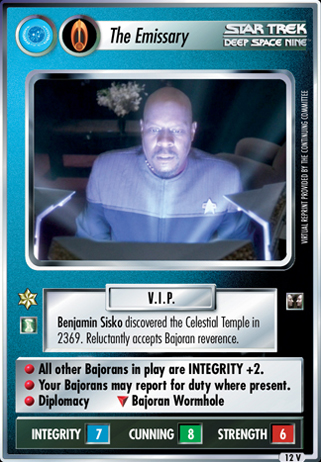 The Emissary
STAR TREK
DEEP SPACE NINE
VIRTUAL REPRINT PROVIDED BY THE CONTINUING COMMITTEE
V.I.P.
Benjamin Sisko discovered the Celestial Temple in
2369. Reluctantly accepts Bajoran reverence.
All other Bajorans in play are INTEGRITY +2.
Your Bajorans may report for duty where present.
Diplomacy Bajoran Wormhole
INTEGRITY 7 CUNNING 8 STRENGTH 6
12 V